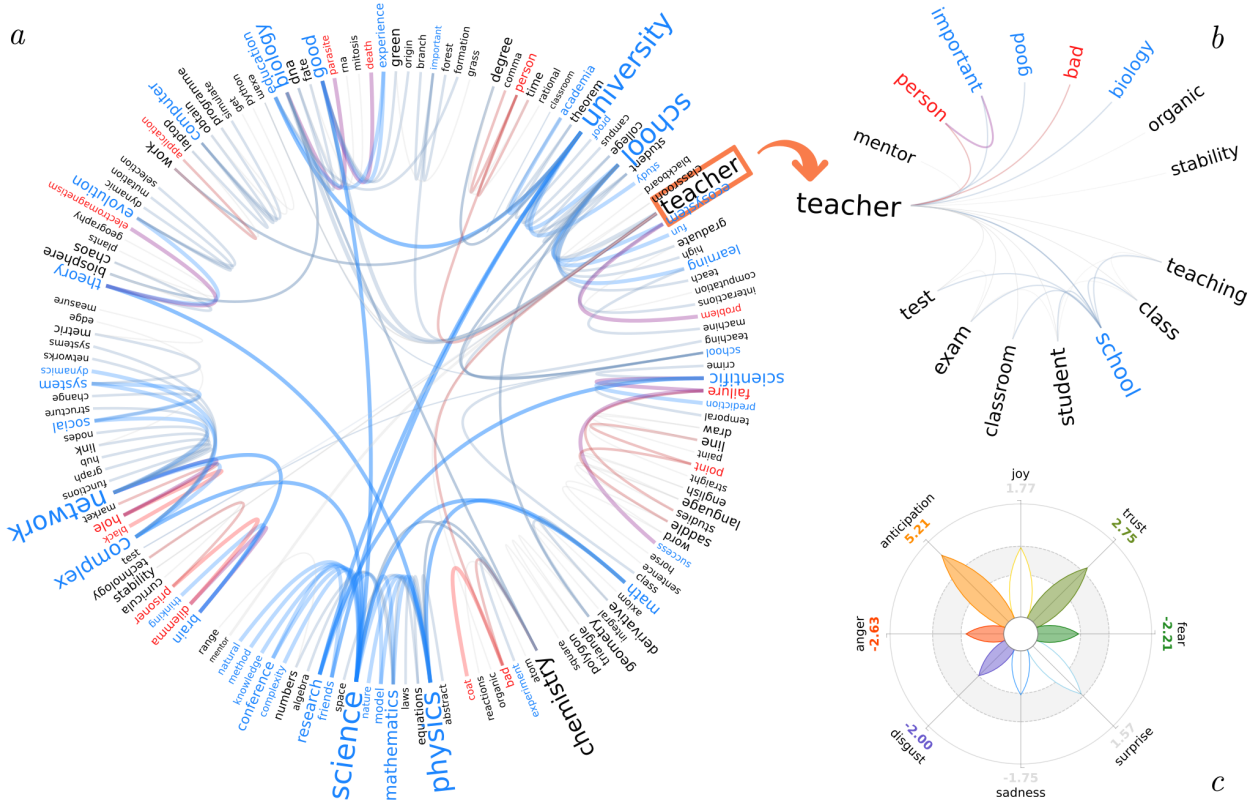 a
education
biology
dna
fate
good
parasite
rna
mitosis
death
experience
green
origin
branch
important
forest
formation
grass
degree
comma
person
time
rational
classroom
academia
theorem
university
proof
campus
college
school
student
study
blackboard
classroom
teacher
ecosystem
fun
graduate
high
learning
teach
computation
interactions
problem
machine
teaching
school
crime
scientific
failure
prediction
temporal
draw
line
paint
point
straight
english
language
studies
saddle
word
success
horse
sentence
math
axiom
derivative
integral
geometry
triangle
polygon
square
chemistry
atom
experiment
bad
organic
reactions
coat
abstract
physics
equations
laws
mathematics
model
nature
science
space
friends
research
algebra
numbers
complexity
conference
knowledge
method
natural
mentor
range
brain
dilemma
thinking
prisoner
curricula
stability
technology
test
complex
black
hole
market
network
functions
graph
hub
link
nodes
social
structure
change
system
dynamics
networks
systems
metric
edge
measure
theory
biosphere
chaos
plants
geography
electromagnetism
evolution
dynamic
mutation
selection
work
application
laptop
computer
obtain
programme
simulate
get
python
b
mentor
person
important
good
bad
biology
organic
stability
teacher
teaching
class
school
student
classroom
exam
test
c
joy
1.77
trust
2.75
fear
-2.21
surprise
1.57
-1.75
sadness
disgust
-2.00
anger
-2.63
anticipation
5.21